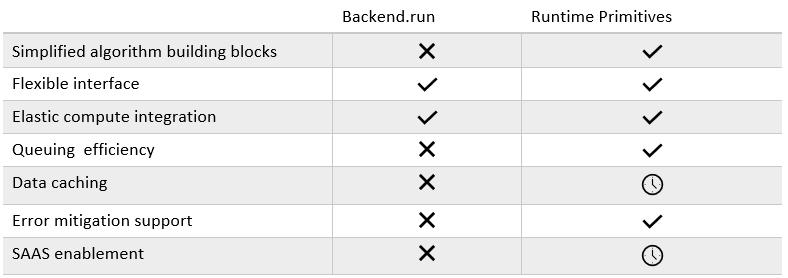 Backend.run Runtime Primitives
Simplified algorithm building blocks
Flexible interface
Elastic compute integration
Queuing efficiency
Data caching
Error mitigation support
SAAS enablement